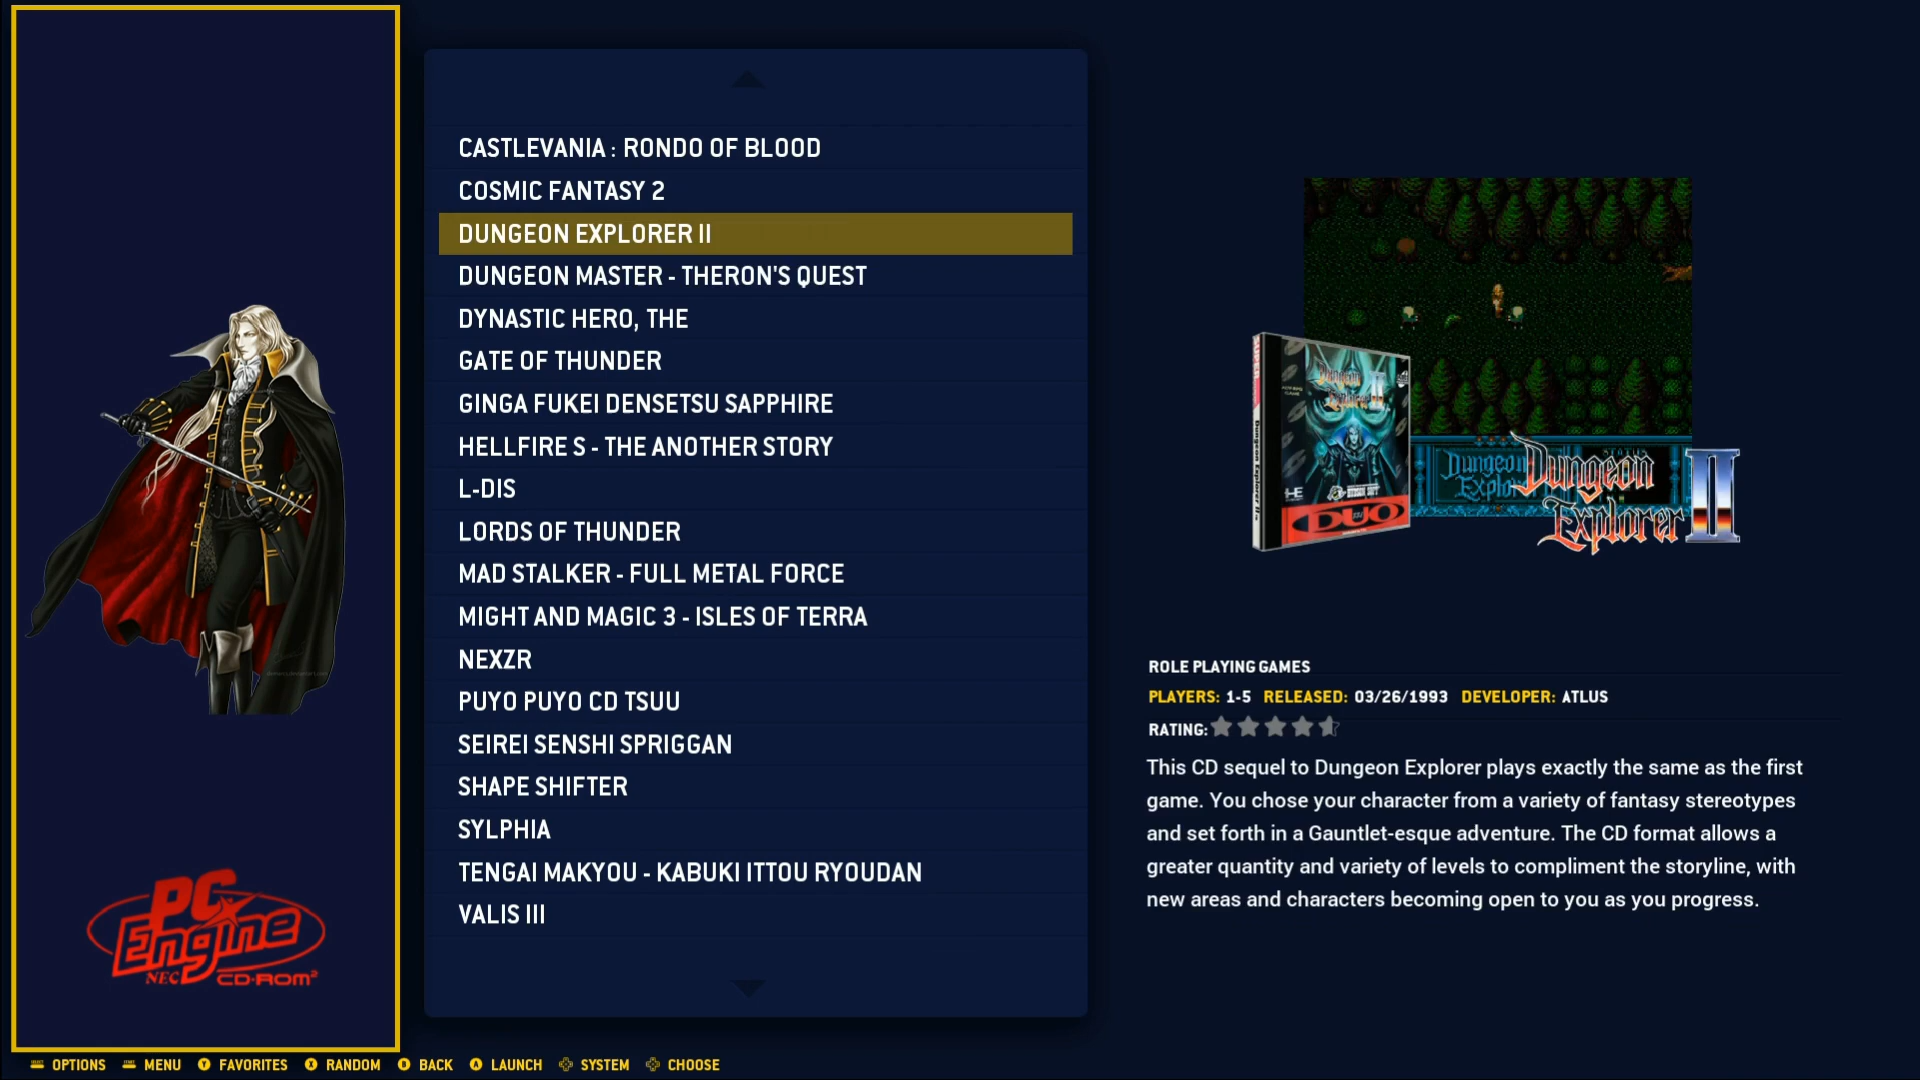 CASTLEVANIA : RONDO OF BLOOD
COSMIC FANTASY 2
DUNGEON EXPLORER II
DUNGEON MASTER - THERON'S QUEST
DYNASTIC HERO, THE
GATE OF THUNDER
GINGA FUKEI DENSETSU SAPPHIRE
HELLFIRE S - THE ANOTHER STORY
L-DIS
LORDS OF THUNDER
MAD STALKER - FULL METAL FORCE
MIGHT AND MAGIC 3 - ISLES OF TERRA
NEXZR
PUYO PUYO CD TSUU
SEIREI SENSHI SPRIGGAN
SHAPE SHIFTER
SYLPHIA
TENGAI MAKYOU - KABUKI ITTOU RYOUDAN
VALIS III
PC
Engine
NEC CD-ROM²
Dungeon
Explorer II
DUO
Dungeon
Explorer II
ROLE PLAYING GAMES
PLAYERS: 1-5 RELEASED: 03/26/1993 DEVELOPER: ATLUS
RATING:
This CD sequel to Dungeon Explorer plays exactly the same as the first
game. You chose your character from a variety of fantasy stereotypes
and set forth in a Gauntlet-esque adventure. The CD format allows a
greater quantity and variety of levels to compliment the storyline, with
new areas and characters becoming open to you as you progress.
OPTIONS MENU Y FAVORITES X RANDOM B BACK A LAUNCH SYSTEM CHOOSE